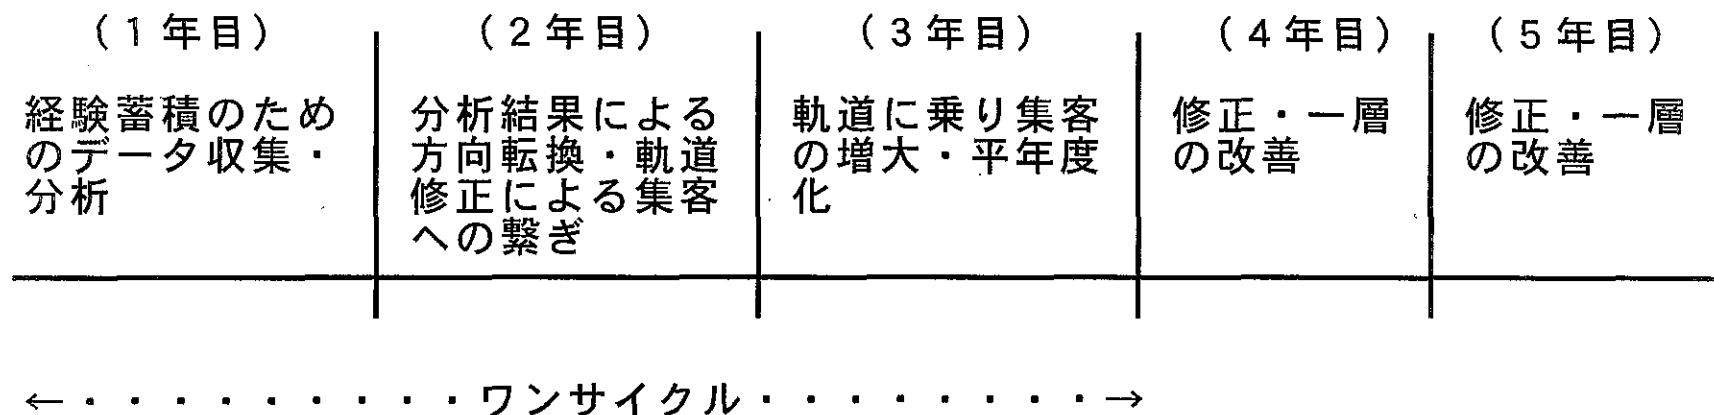 （１年目）
経験蓄積のため
のデータ収集・
分析
（２年目）
分析結果による
方向転換・軌道
修正による集客
への繋ぎ
（３年目）
軌道に乗り集客
の増大・平年度
化
（４年目）
修正・一層
の改善
（５年目）
修正・一層
の改善
←・・・・・・・・・・ワンサイクル・・・・・・・・・→